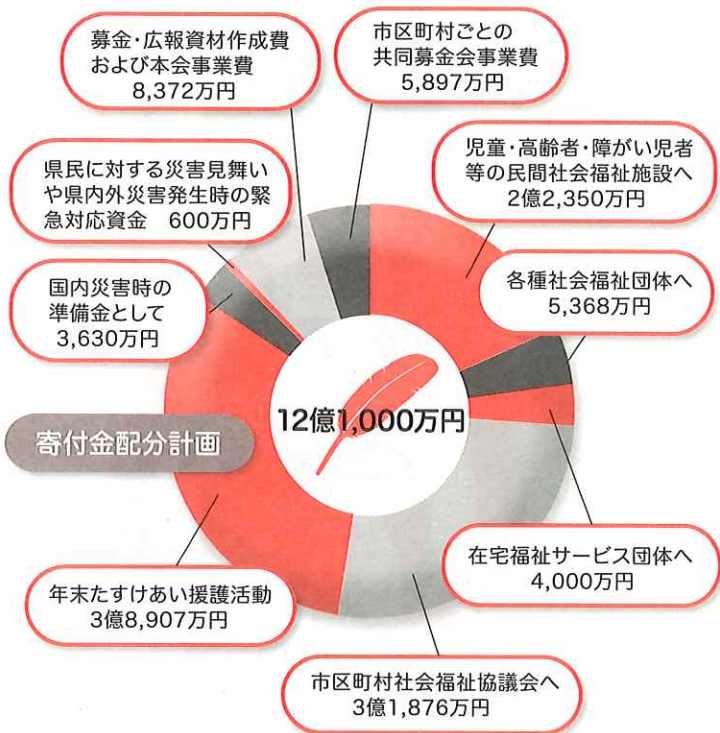 募金・広報資材作成費
および本会事業費
8,372万円
市区町村ごとの
共同募金会事業費
5,897万円
県民に対する災害見舞い
や県内外災害発生時の緊
急対応資金 600万円
児童・高齢者・障がい児者
等の民間社会福祉施設へ
2億2,350万円
国内災害時の
準備金として
3,630万円
各種社会福祉団体へ
5,368万円
12億1,000万円
寄付金配分計画
在宅福祉サービス団体へ
4,000万円
年末たすけあい援護活動
3億8,907万円
市区町村社会福祉協議会へ
3億1,876万円